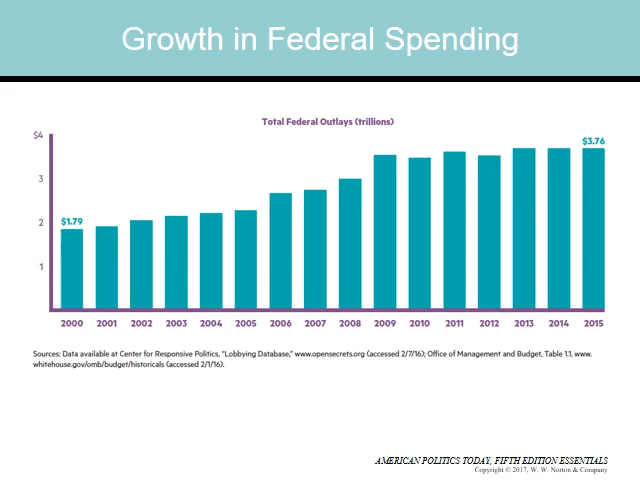 Growth in Federal Spending
Total Federal Outlays (trillions)
$4
3
2
1
$1.79
$3.76
2000 2001 2002 2003 2004 2005 2006 2007 2008 2009 2010 2011 2012 2013 2014 2015
Sources: Data available at Center for Responsive Politics, “Lobbying Database,” www.opensecrets.org (accessed 2/7/16); Office of Management and Budget, Table 1.1, www.
whitehouse.gov/omb/budget/historicals (accessed 2/1/16).
AMERICAN POLITICS TODAY, FIFTH EDITION ESSENTIALS
Copyright © 2017, W. W. Norton & Company